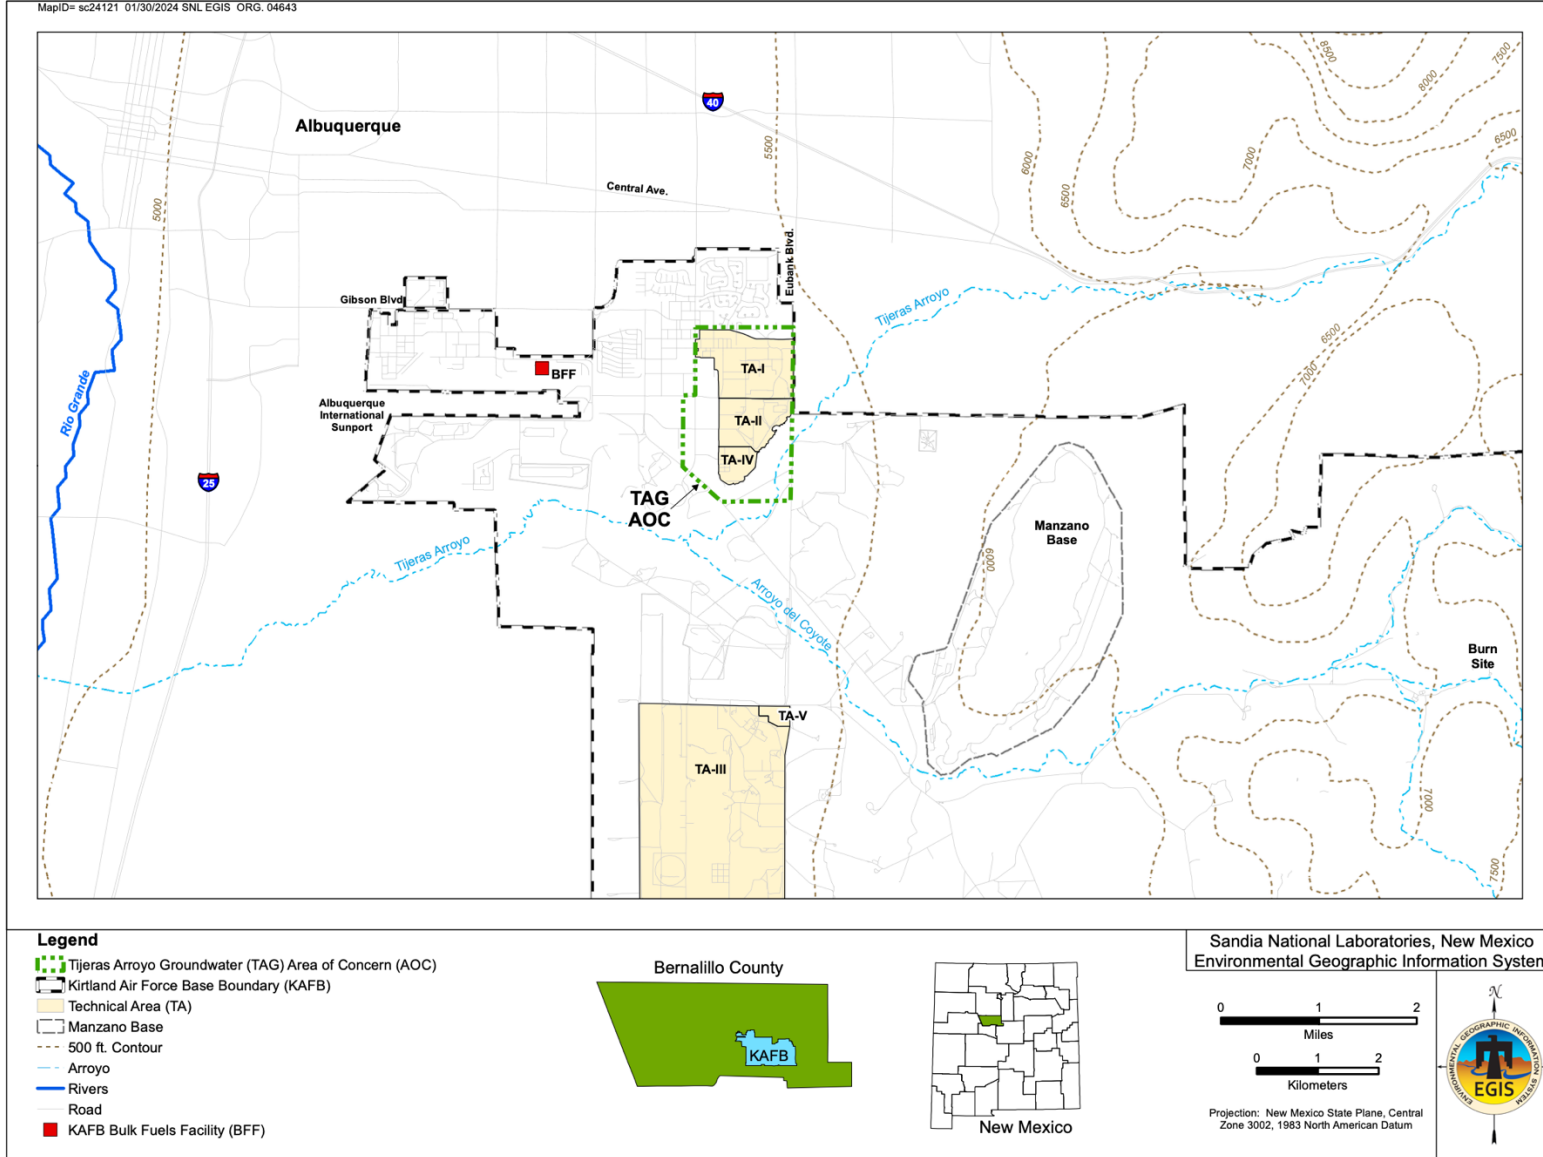 MapID= sc24121 01/30/2024 SNL EGIS ORG. 04643
40
Albuquerque
5000
5500
6000
6500
7000
8500
8000
7500
6500
Central Ave.
Eubank Blvd.
Gibson Blvd
Tijeras Arroyo
6500
7000
TA-I
BFF
Albuquerque
International
Sunport
TA-II
TA-IV
Rio Grande
25
TAG
AOC
Manzano
Base
6000
Tijeras Arroyo
Arroyo del Coyote
Burn
Site
TA-V
TA-III
7000
7500
Legend
Tijeras Arroyo Groundwater (TAG) Area of Concern (AOC)
Kirtland Air Force Base Boundary (KAFB)
Technical Area (TA)
Manzano Base
500 ft. Contour
Arroyo
Rivers
Road
KAFB Bulk Fuels Facility (BFF)
Bernalillo County
KAFB
New Mexico
Sandia National Laboratories, New Mexico
Environmental Geographic Information System
0 1 2
Miles
0 1 2
Kilometers
Projection: New Mexico State Plane, Central
Zone 3002, 1983 North American Datum
N
ENVIRONMENTAL GEOGRAPHIC INFORMATION SYSTEM
EGIS